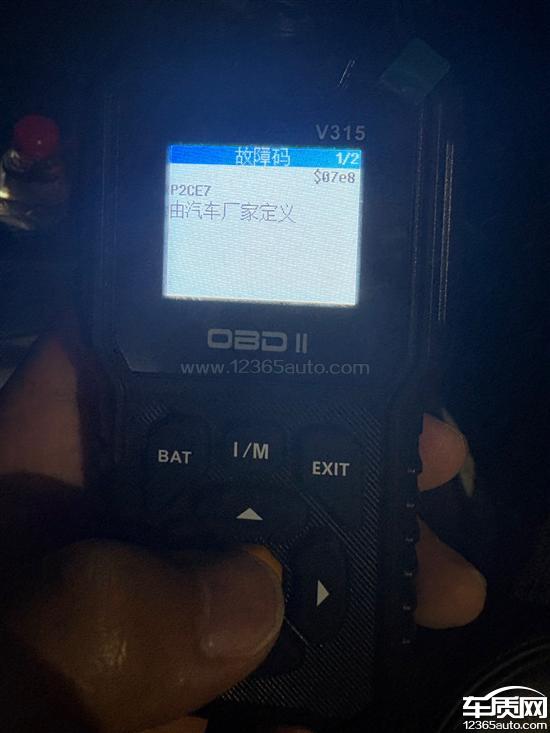 V315
故障码 1/2
$07e8
P2CE7
由汽车厂家定义
OBD II
www.12365auto.com
BAT I/M EXIT
车质网
12365auto.com